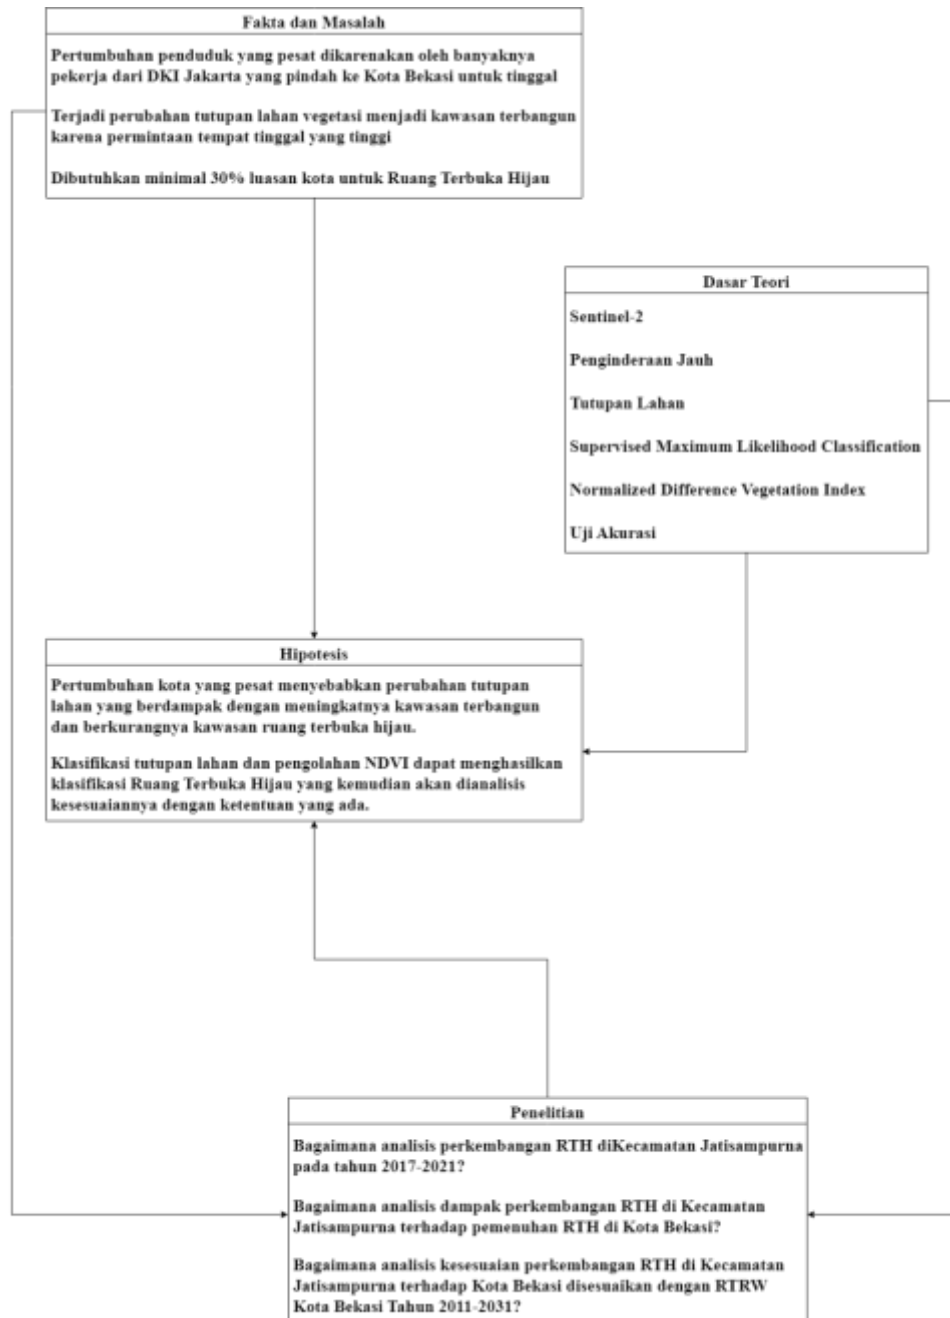 Fakta dan Masalah
Pertumbuhan penduduk yang pesat dikarenakan oleh banyaknya
pekerja dari DKI Jakarta yang pindah ke Kota Bekasi untuk tinggal
Terjadi perubahan tutupan lahan vegetasi menjadi kawasan terbangun
karena permintaan tempat tinggal yang tinggi
Dibutuhkan minimal 30% luasan kota untuk Ruang Terbuka Hijau
Dasar Teori
Sentinel-2
Penginderaan Jauh
Tutupan Lahan
Supervised Maximum Likelihood Classification
Normalized Difference Vegetation Index
Uji Akurasi
Hipotesis
Pertumbuhan kota yang pesat menyebabkan perubahan tutupan
lahan yang berdampak dengan meningkatnya kawasan terbangun
dan berkurangnya kawasan ruang terbuka hijau.
Klasifikasi tutupan lahan dan pengolahan NDVI dapat menghasilkan
klasifikasi Ruang Terbuka Hijau yang kemudian akan dianalisis
kesesuaiannya dengan ketentuan yang ada.
Penelitian
Bagaimana analisis perkembangan RTH diKecamatan Jatisampurna
pada tahun 2017-2021?
Bagaimana analisis dampak perkembangan RTH di Kecamatan
Jatisampurna terhadap pemenuhan RTH di Kota Bekasi?
Bagaimana analisis kesesuaian perkembangan RTH di Kecamatan
Jatisampurna terhadap Kota Bekasi disesuaikan dengan RTRW
Kota Bekasi Tahun 2011-2031?